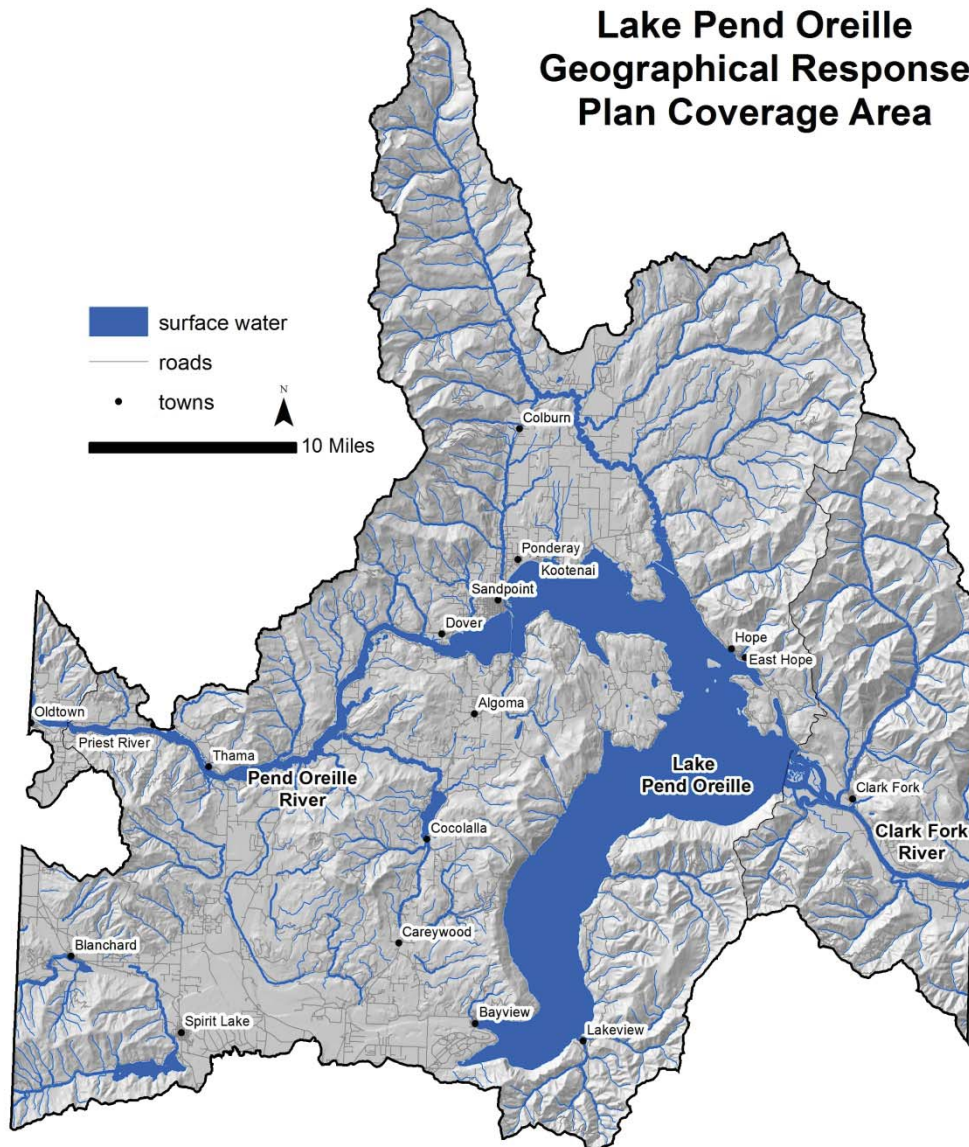 Lake Pend Oreille
Geographical Response
Plan Coverage Area
surface water
roads
towns
N
10 Miles
Colburn
Ponderay
Kootenai
Sandpoint
Dover
Hope
East Hope
Oldtown
Algoma
Priest River
Thama
Pend Oreille
River
Lake
Pend Oreille
Clark Fork
Clark Fork
River
Cocolalla
Careywood
Blanchard
Bayview
Spirit Lake
Lakeview